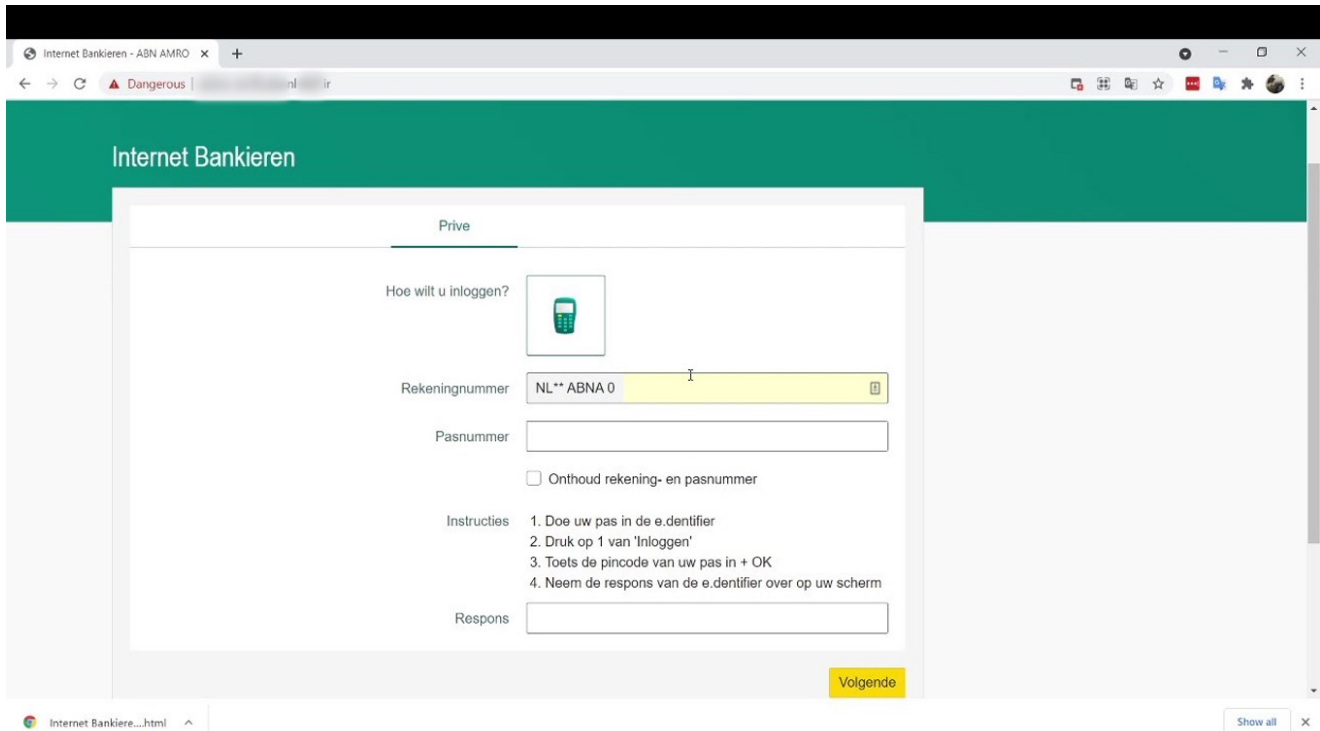 Internet Bankieren - ABN AMRO
Dangerous
nl
ir
Internet Bankieren
Prive
Hoe wilt u inloggen?
Rekeningnummer NL** ABNA 0
Pasnummer
Onthoud rekening- en pasnummer
Instructies 1. Doe uw pas in de e.dentifier
2. Druk op 1 van 'Inloggen'
3. Toets de pincode van uw pas in + OK
4. Neem de respons van de e.dentifier over op uw scherm
Respons
Volgende
Internet Bankiere....html
Show all